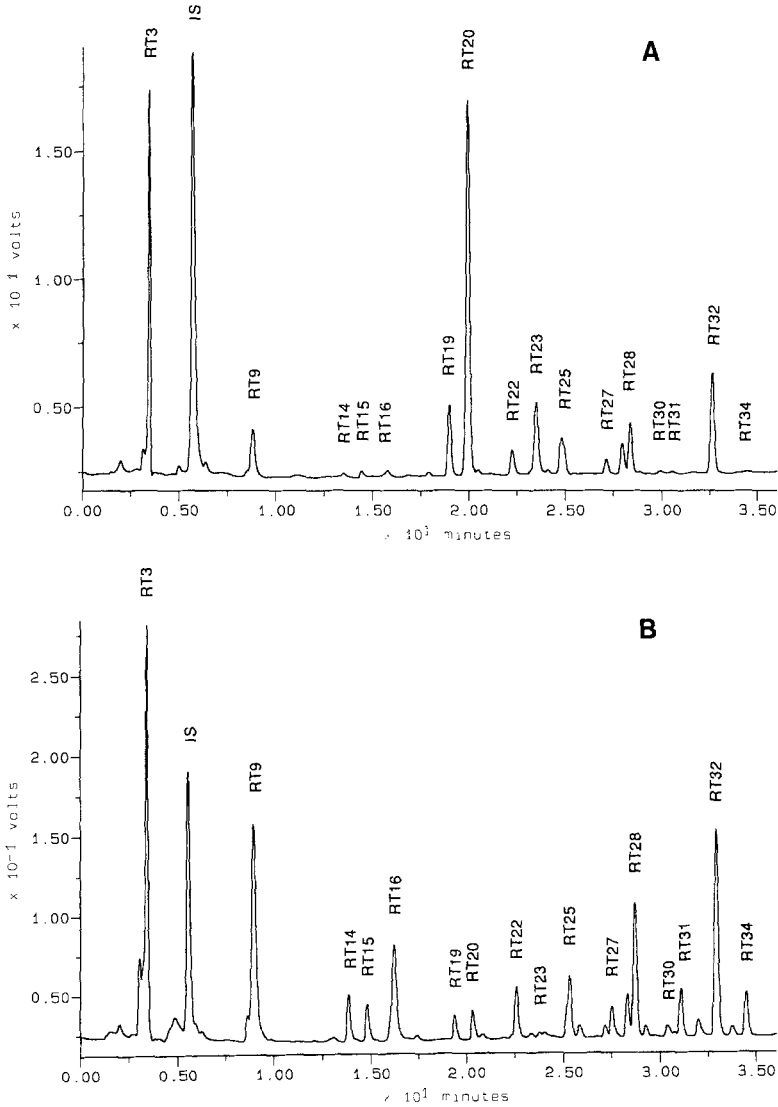 A
RT3
IS
RT9
RT14
RT15
RT16
RT19
RT20
RT22
RT23
RT25
RT27
RT28
RT30
RT31
RT32
RT34
1.50
1.00
0.50
x 10 1 volts
0.00 0.50 1.00 1.50 2.00 2.50 3.00 3.50
x 10¹ minutes
B
RT3
IS
RT9
RT14
RT15
RT16
RT19
RT20
RT22
RT23
RT25
RT27
RT28
RT30
RT31
RT32
RT34
2.50
2.00
1.50
1.00
0.50
x 10⁻¹ volts
0.00 0.50 1.00 1.50 2.00 2.50 3.00 3.50
x 10¹ minutes